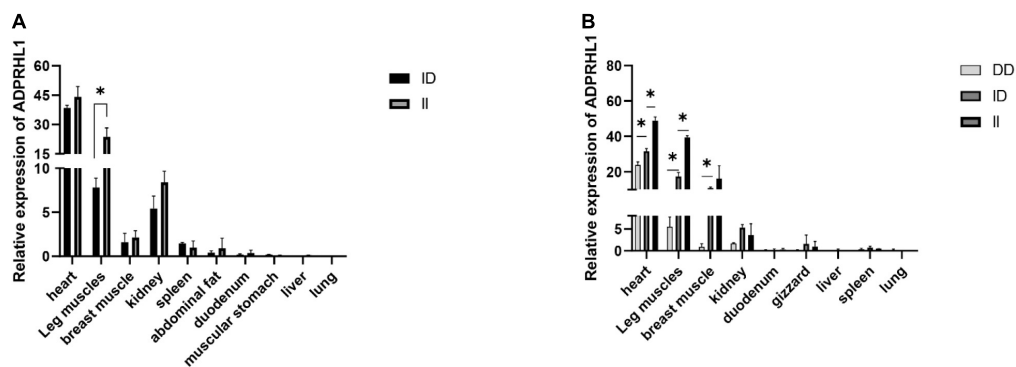 A
Relative expression of ADPRHL1
60
45
30
15
10
5
0
*
heart
Leg muscles
breast muscle
kidney
spleen
abdominal fat
duodenum
muscular stomach
liver
lung
ID
II
B
Relative expression of ADPRHL1
80
60
40
20
5
0
* *
* *
*
heart
Leg muscles
breast muscle
kidney
duodenum
gizzard
liver
spleen
lung
DD
ID
II